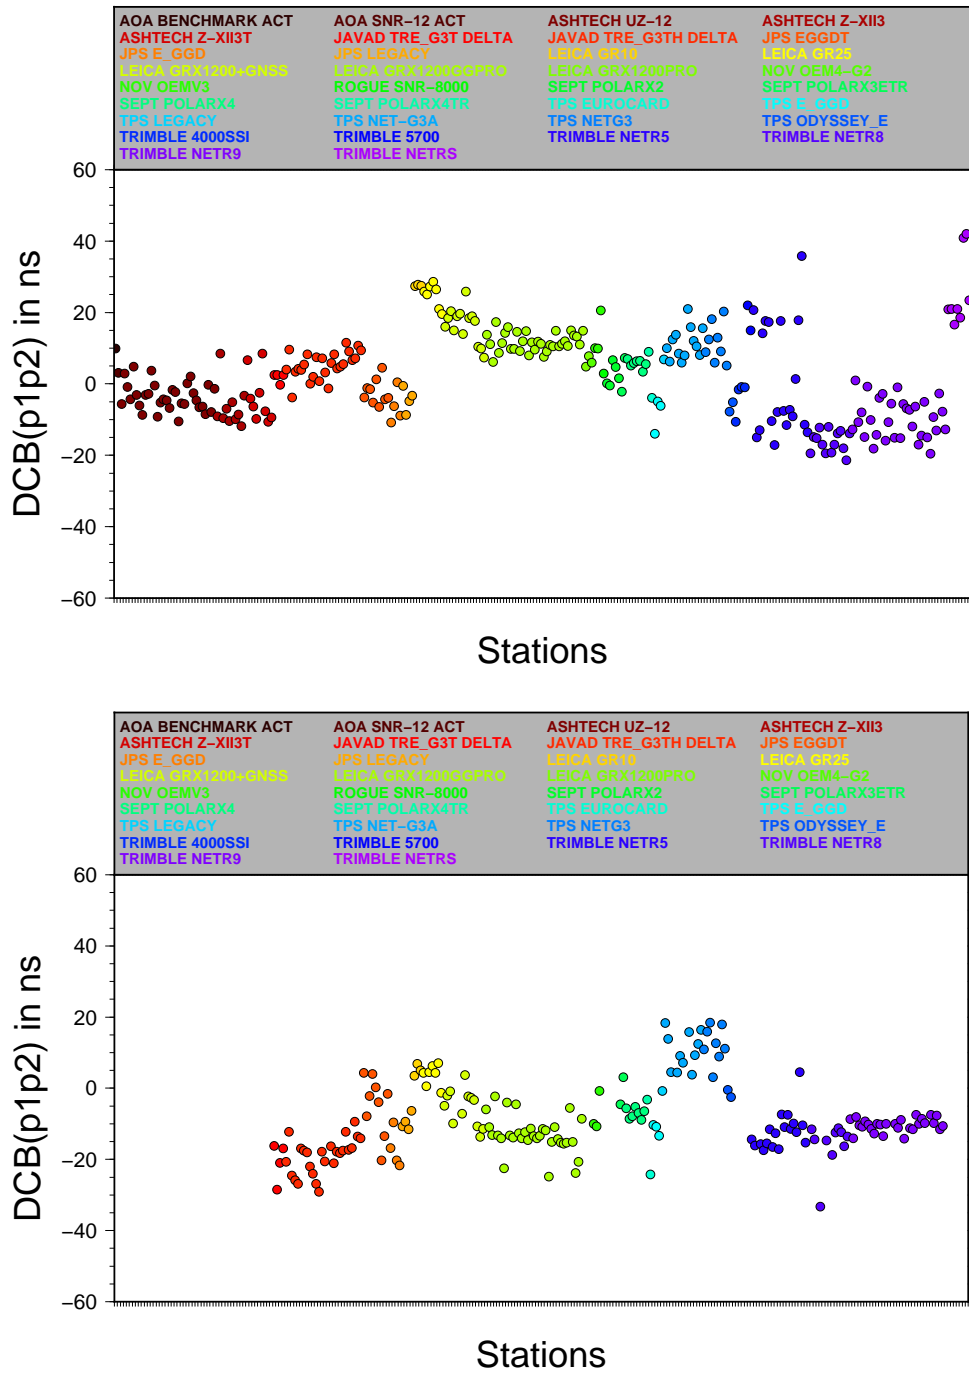 AOA BENCHMARK ACT AOA SNR−12 ACT ASHTECH UZ−12 ASHTECH Z−XII3
ASHTECH Z−XII3T JAVAD TRE_G3T DELTA JAVAD TRE_G3TH DELTA JPS EGGDT
JPS E_GGD JPS LEGACY LEICA GR10 LEICA GR25
LEICA GRX1200+GNSS LEICA GRX1200GGPRO LEICA GRX1200PRO NOV OEM4−G2
NOV OEMV3 ROGUE SNR−8000 SEPT POLARX2 SEPT POLARX3ETR
SEPT POLARX4 SEPT POLARX4TR TPS EUROCARD TPS E_GGD
TPS LEGACY TPS NET−G3A TPS NETG3 TPS ODYSSEY_E
TRIMBLE 4000SSI TRIMBLE 5700 TRIMBLE NETR5 TRIMBLE NETR8
TRIMBLE NETR9 TRIMBLE NETRS
60
40
20
0
−20
−40
−60
DCB(p1p2) in ns
Stations
AOA BENCHMARK ACT AOA SNR−12 ACT ASHTECH UZ−12 ASHTECH Z−XII3
ASHTECH Z−XII3T JAVAD TRE_G3T DELTA JAVAD TRE_G3TH DELTA JPS EGGDT
JPS E_GGD JPS LEGACY LEICA GR10 LEICA GR25
LEICA GRX1200+GNSS LEICA GRX1200GGPRO LEICA GRX1200PRO NOV OEM4−G2
NOV OEMV3 ROGUE SNR−8000 SEPT POLARX2 SEPT POLARX3ETR
SEPT POLARX4 SEPT POLARX4TR TPS EUROCARD TPS E_GGD
TPS LEGACY TPS NET−G3A TPS NETG3 TPS ODYSSEY_E
TRIMBLE 4000SSI TRIMBLE 5700 TRIMBLE NETR5 TRIMBLE NETR8
TRIMBLE NETR9 TRIMBLE NETRS
60
40
20
0
−20
−40
−60
DCB(p1p2) in ns
Stations